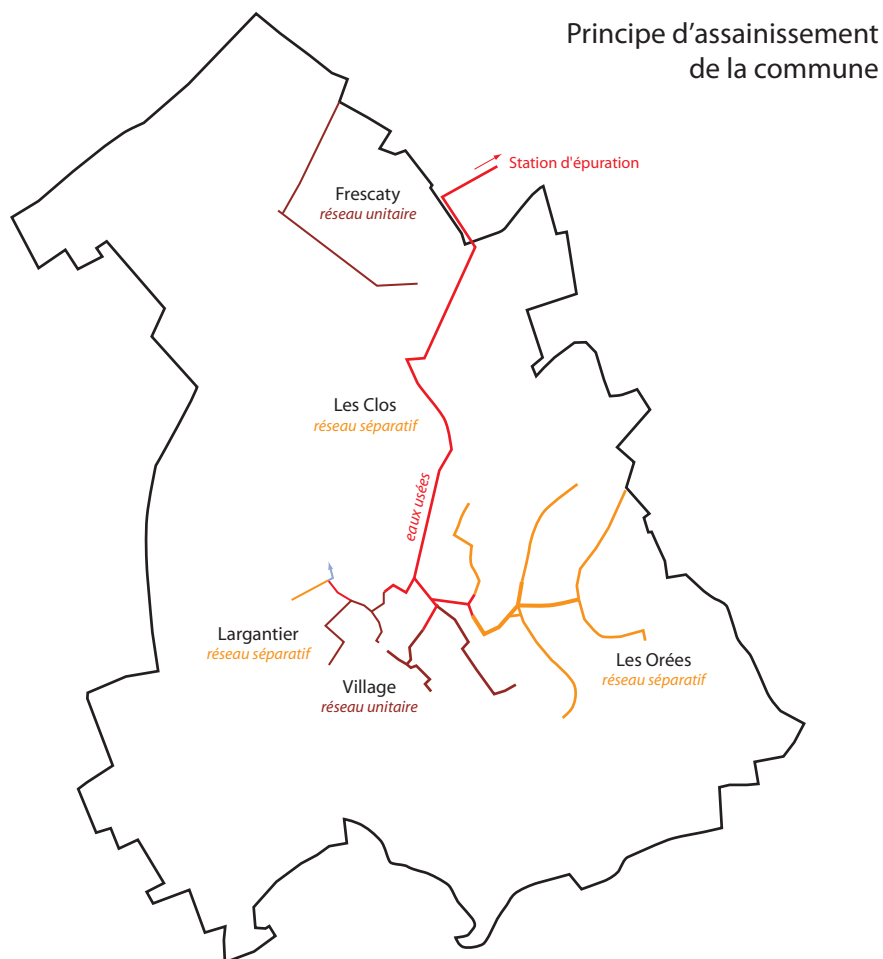 Principe d'assainissement
de la commune
Station d'épuration
Frescaty
réseau unitaire
Les Clos
réseau séparatif
eaux usées
Largantier
réseau séparatif
Les Orées
réseau séparatif
Village
réseau unitaire